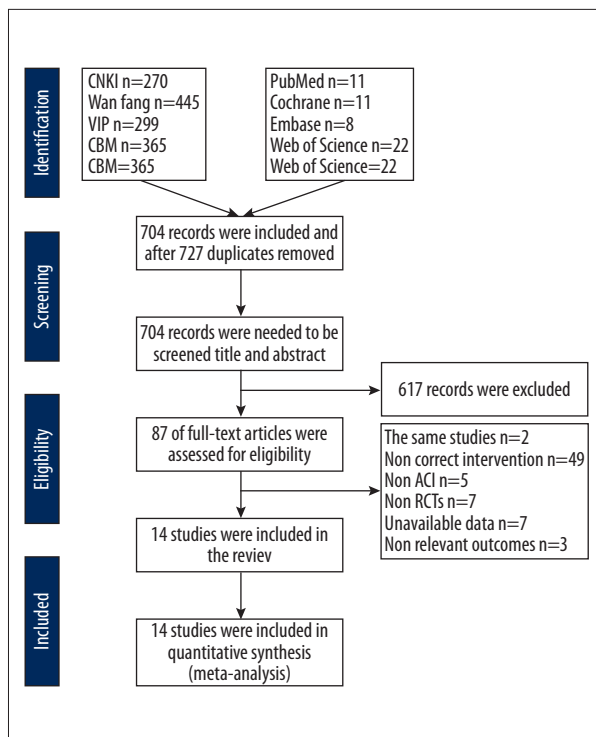 Identification
CNKI n=270
Wan fang n=445
VIP n=299
CBM n=365
CBM=365
PubMed n=11
Cochrane n=11
Embase n=8
Web of Science n=22
Web of Science=22
Screening
704 records were included and
after 727 duplicates removed
704 records were needed to be
screened title and abstract
617 records were excluded
Eligibility
87 of full-text articles were
assessed for eligibility
The same studies n=2
Non correct intervention n=49
Non ACI n=5
Non RCTs n=7
Unavailable data n=7
Non relevant outcomes n=3
14 studies were included in
the reviev
Included
14 studies were included in
quantitative synthesis
(meta-analysis)